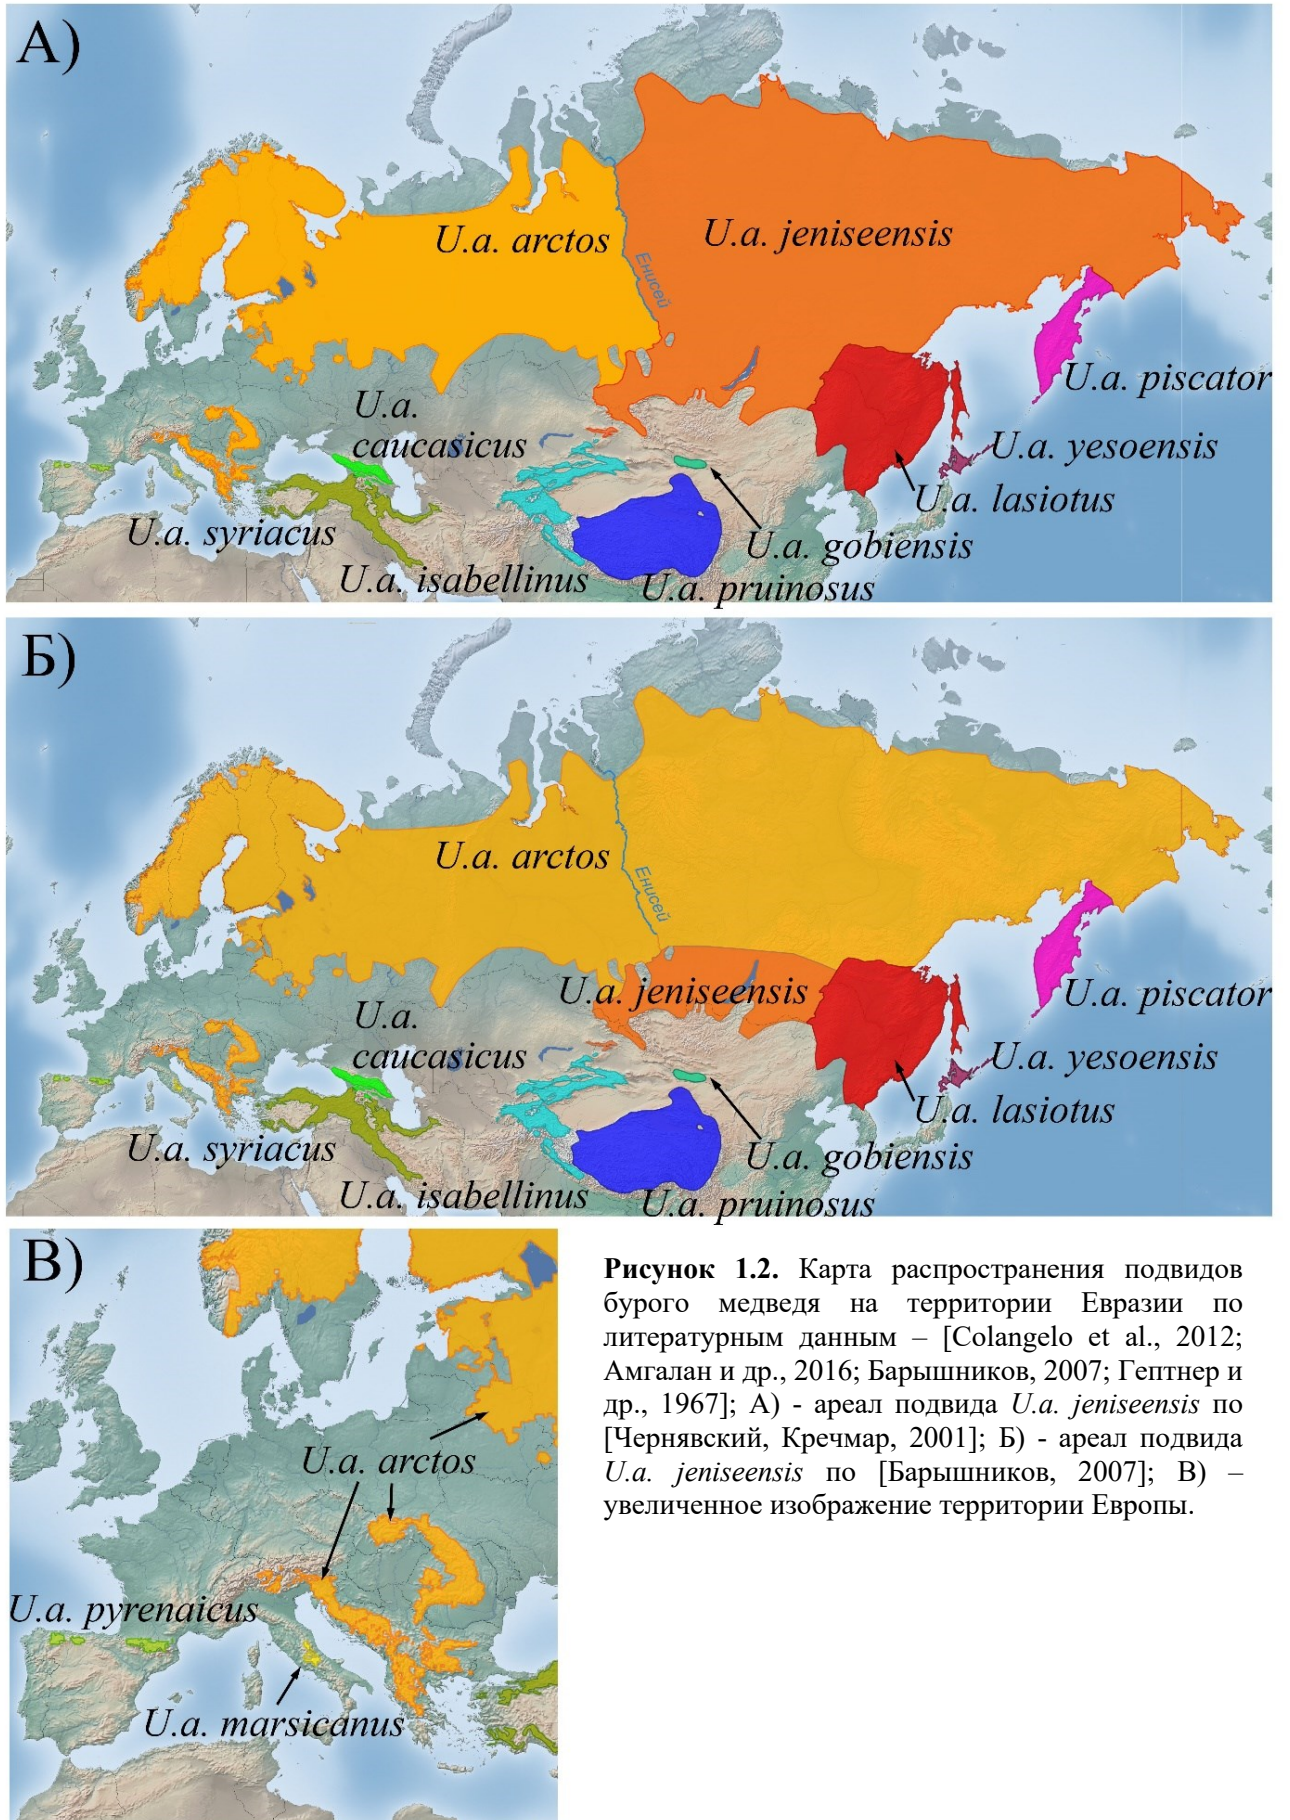 А)
U.a. arctos
U.a. jeniseensis
Енисей
U.a. piscator
U.a.
caucasicus
U.a. yesoensis
U.a. lasiotus
U.a. syriacus
U.a. gobiensis
U.a. isabellinus
U.a. pruinosus
Б)
U.a. arctos
Енисей
U.a. jeniseensis
U.a. piscator
U.a.
caucasicus
U.a. yesoensis
U.a. lasiotus
U.a. syriacus
U.a. gobiensis
U.a. isabellinus
U.a. pruinosus
В)
U.a. arctos
U.a. pyrenaicus
U.a. marsicanus
Рисунок 1.2. Карта распространения подвидов
бурого медведя на территории Евразии по
литературным данным – [Colangelo et al., 2012;
Амгалан и др., 2016; Барышников, 2007; Гептнер и
др., 1967]; А) - ареал подвида U.a. jeniseensis по
[Чернявский, Кречмар, 2001]; Б) - ареал подвида
U.a. jeniseensis по [Барышников, 2007]; В) –
увеличенное изображение территории Европы.